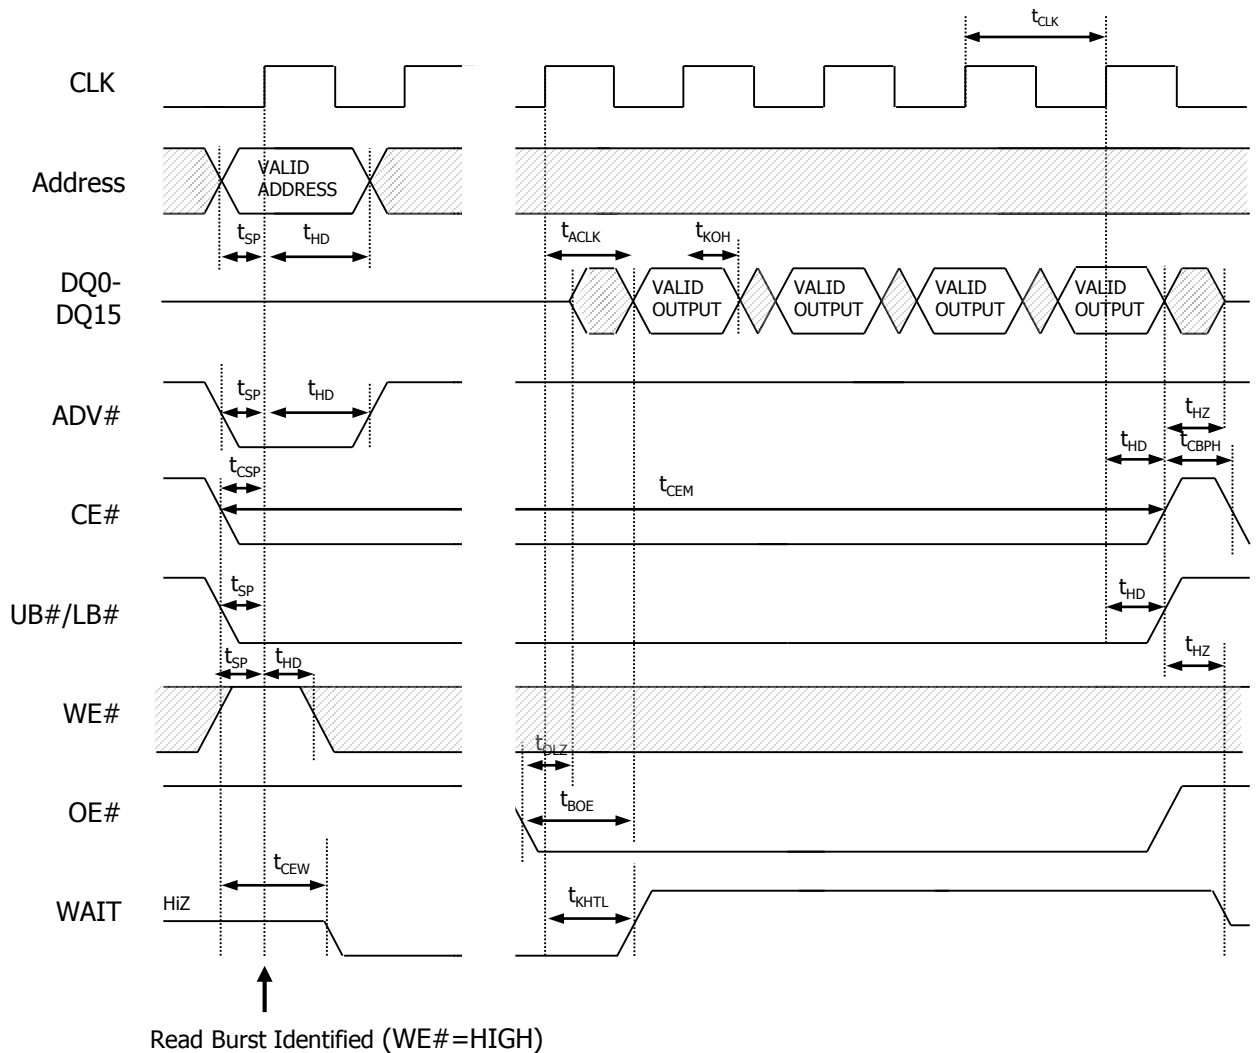 tCLK
CLK
Address
VALID
ADDRESS
tSP
tHD
tACLK
tKOH
DQ0-
DQ15
VALID
OUTPUT
VALID
OUTPUT
VALID
OUTPUT
VALID
OUTPUT
ADV#
tSP
tHD
tHZ
tHD
tCBPH
CE#
tCSP
tCEM
UB#/LB#
tSP
tHD
tSP
tHD
tHZ
WE#
tOLZ
OE#
tBOE
tCEW
WAIT
HiZ
tKHTL
Read Burst Identified (WE#=HIGH)